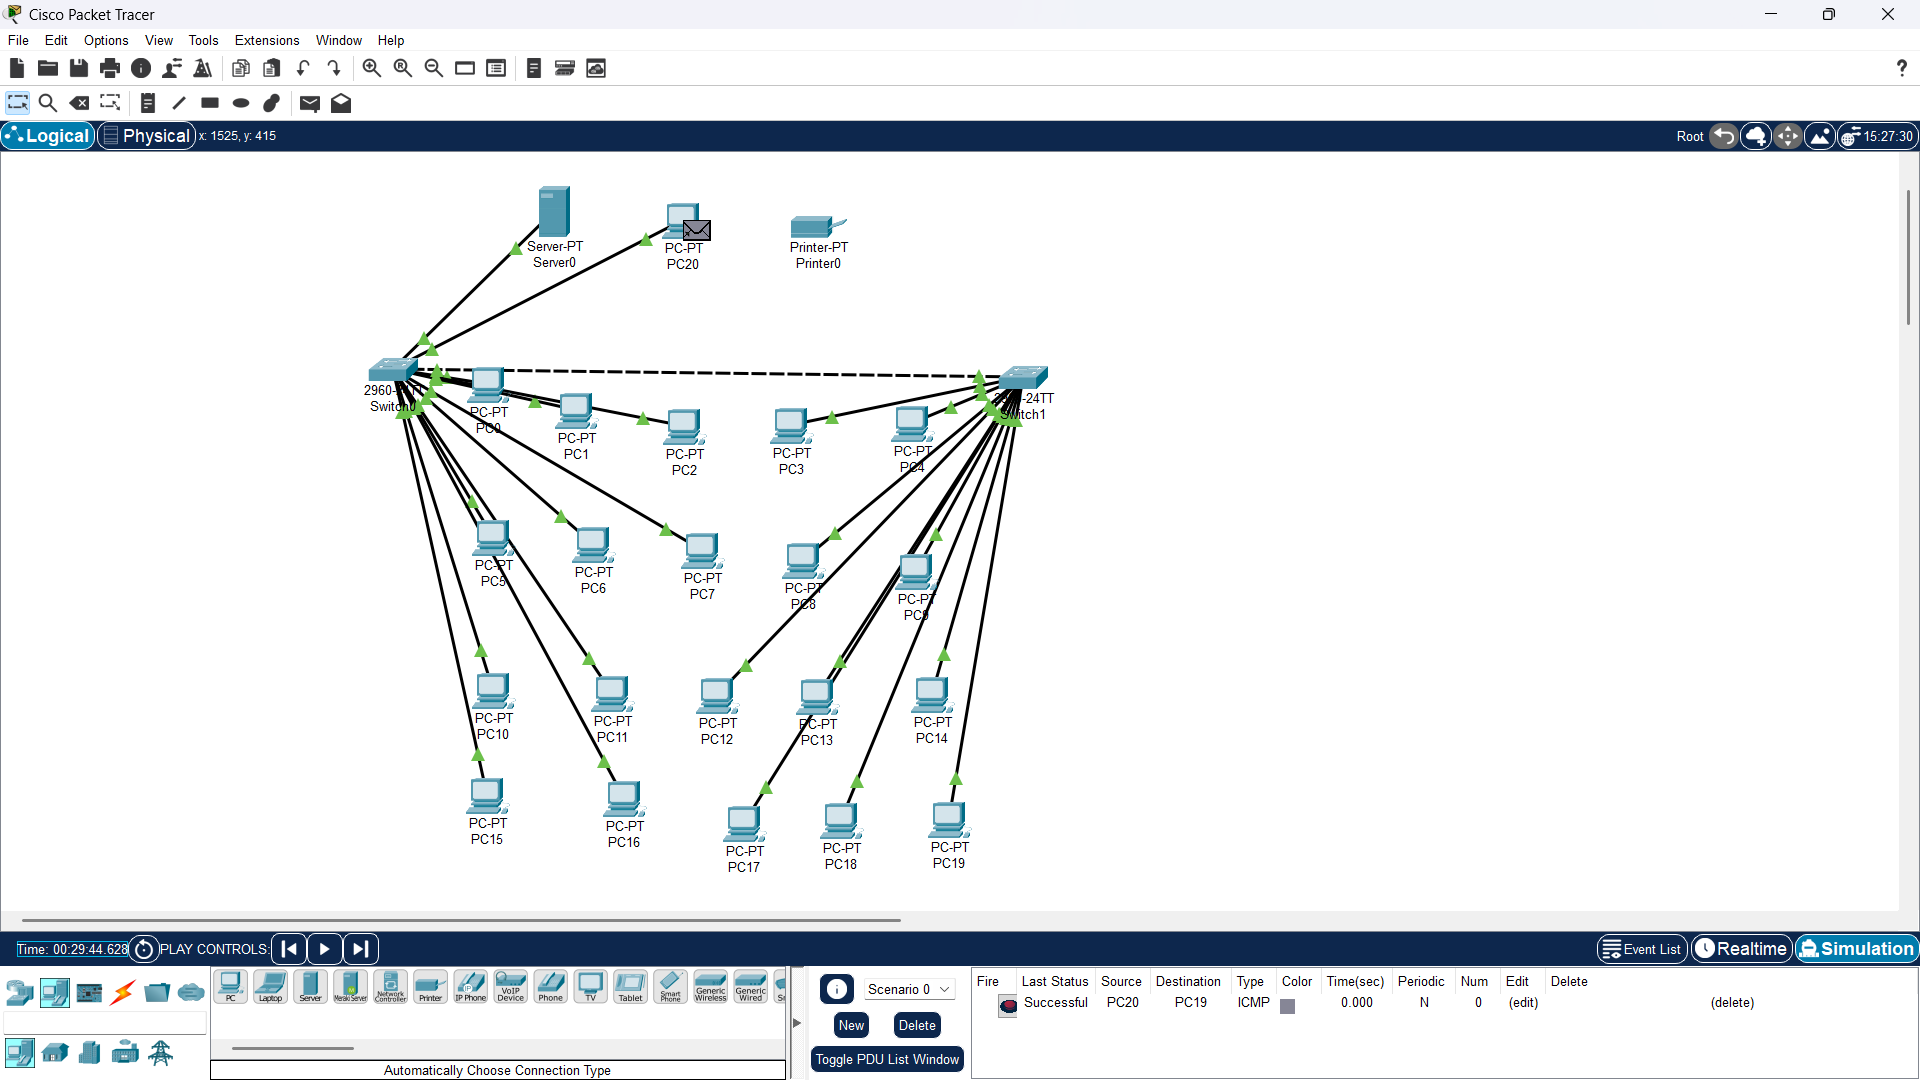 Cisco Packet Tracer
File Edit Options View Tools Extensions Window Help
Logical Physical x: 1525, y: 415 Root 15:27:30
Server-PT
Server0
PC-PT
PC20
Printer-PT
Printer0
2960-24TT
Switch0
PC-PT
PC0
PC-PT
PC1
PC-PT
PC2
PC-PT
PC3
PC-PT
PC4
2960-24TT
Switch1
PC-PT
PC5
PC-PT
PC6
PC-PT
PC7
PC-PT
PC8
PC-PT
PC9
PC-PT
PC10
PC-PT
PC11
PC-PT
PC12
PC-PT
PC13
PC-PT
PC14
PC-PT
PC15
PC-PT
PC16
PC-PT
PC17
PC-PT
PC18
PC-PT
PC19
Time: 00:29:44.628 PLAY CONTROLS: Event List Realtime Simulation
PC Laptop Server Meraki Server Network Controller Printer IP Phone VoIP Device Phone TV Tablet Smart Phone Generic Wireless Generic Wired
Automatically Choose Connection Type
Scenario 0
New Delete
Toggle PDU List Window
Fire Last Status Source Destination Type Color Time(sec) Periodic Num Edit Delete
Successful PC20 PC19 ICMP 0.000 N 0 (edit) (delete)